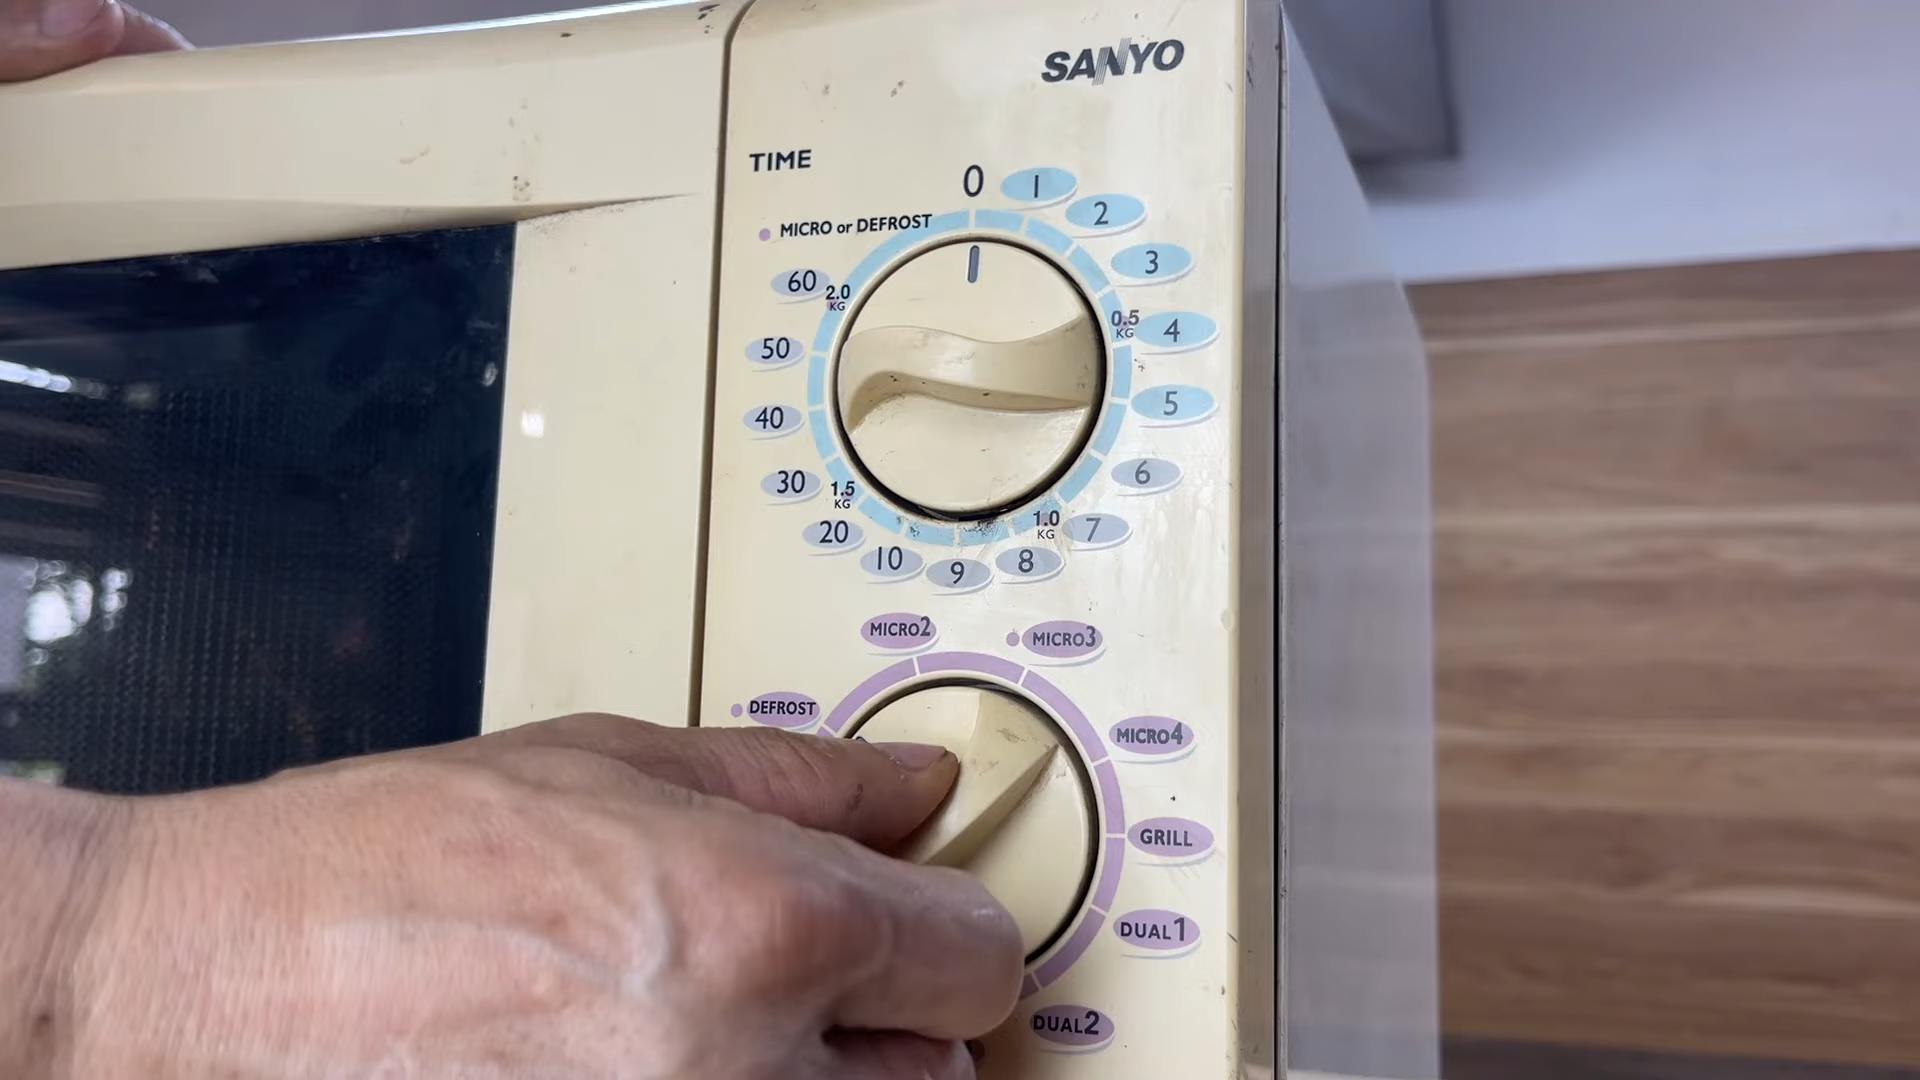 SANYO
TIME
0
1
2
3
4
5
6
7
8
9
10
20
30
40
50
60
MICRO or DEFROST
0.5
KG
1.0
KG
1.5
KG
2.0
KG
MICRO2
MICRO3
DEFROST
MICRO4
GRILL
DUAL1
DUAL2